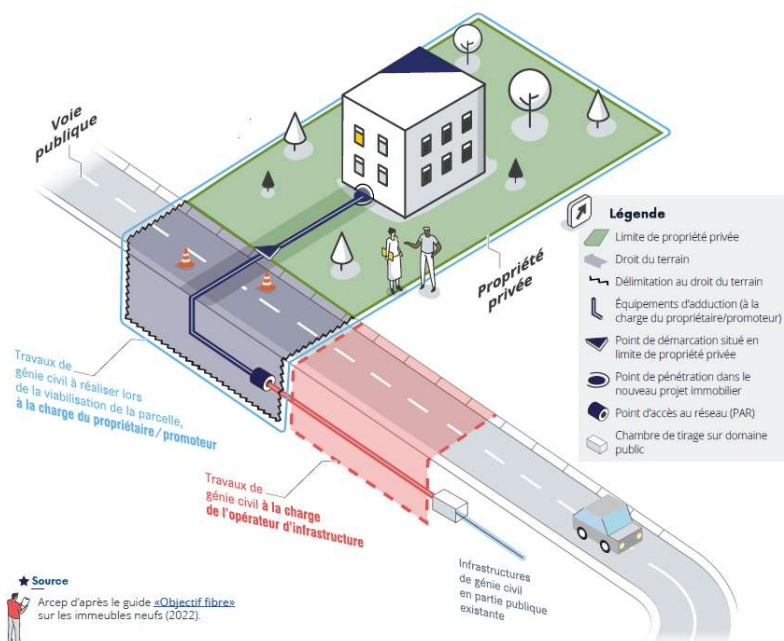 Voie
publique
Propriété
privée
Travaux de
génie civil à réaliser lors
de la viabilisation de la parcelle,
à la charge du propriétaire/promoteur
Travaux de
génie civil à la charge
de l'opérateur d'infrastructure
Infrastructures
de génie civil
en partie publique
existante
Légende
Limite de propriété privée
Droit du terrain
Délimitation au droit du terrain
Équipements d'adduction (à la
charge du propriétaire/promoteur)
Point de démarcation situé en
limite de propriété privée
Point de pénétration dans le
nouveau projet immobilier
Point d'accès au réseau (PAR)
Chambre de tirage sur domaine
public
Source
Arcep d'après le guide «Objectif fibre»
sur les immeubles neufs (2022).